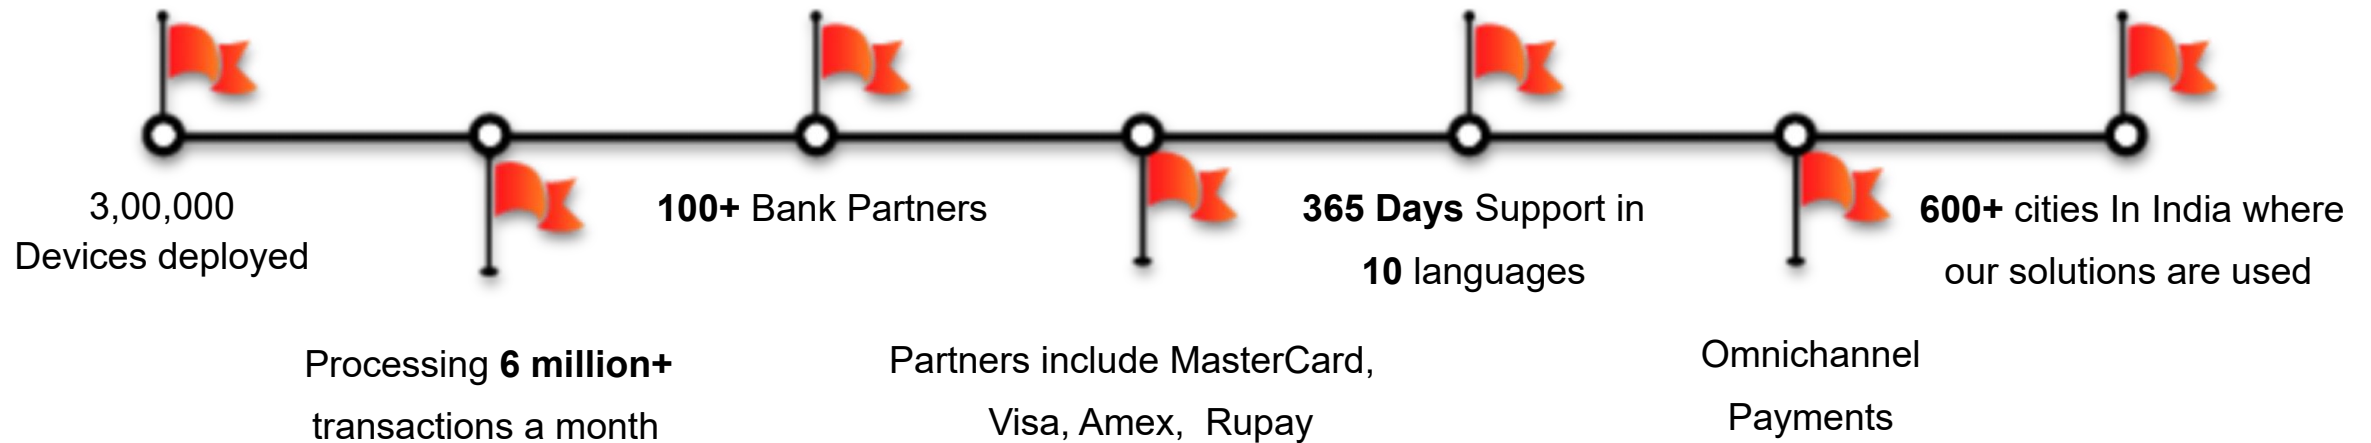 3,00,000
Devices deployed
Processing 6 million+
transactions a month
100+ Bank Partners
Partners include MasterCard,
Visa, Amex, Rupay
365 Days Support in
10 languages
Omnichannel
Payments
600+ cities In India where
our solutions are used